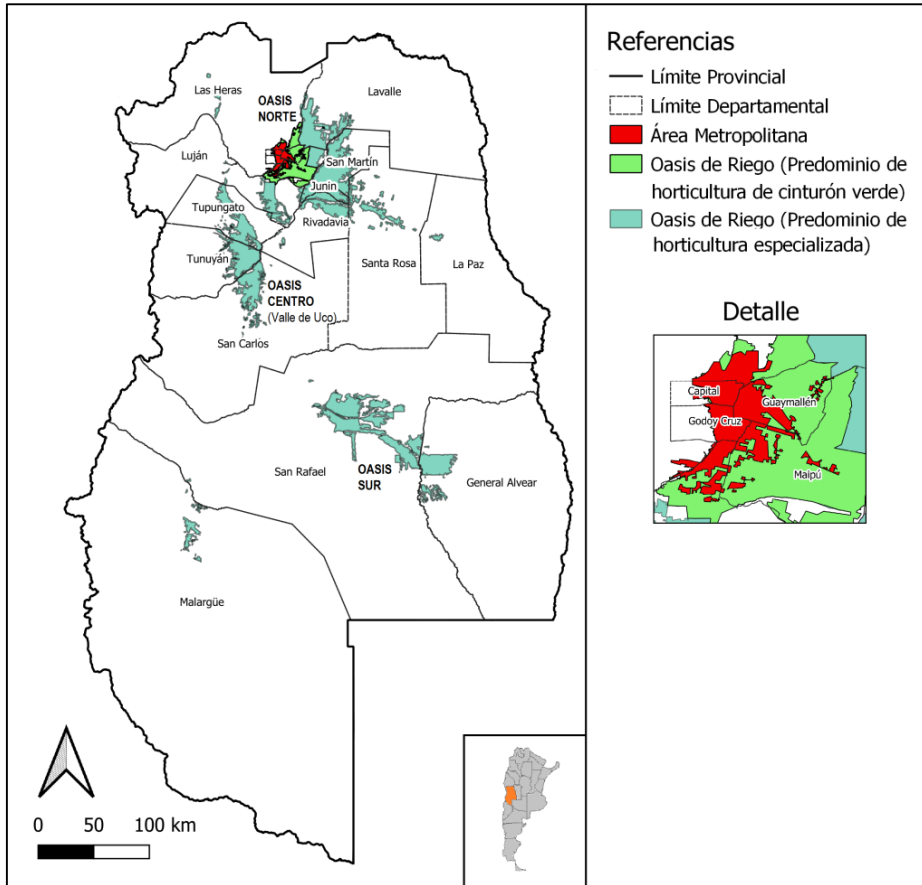 Las Heras
OASIS
NORTE
Lavalle
Luján
San Martín
Junín
Tupungato
Rivadavia
Tunuyán
Santa Rosa
La Paz
OASIS
CENTRO
(Valle de Uco)
San Carlos
San Rafael
OASIS
SUR
General Alvear
Malargüe
0 50 100 km
Referencias
Límite Provincial
Límite Departamental
Área Metropolitana
Oasis de Riego (Predominio de
horticultura de cinturón verde)
Oasis de Riego (Predominio de
horticultura especializada)
Detalle
Capital
Guaymallén
Godoy Cruz
Maipú